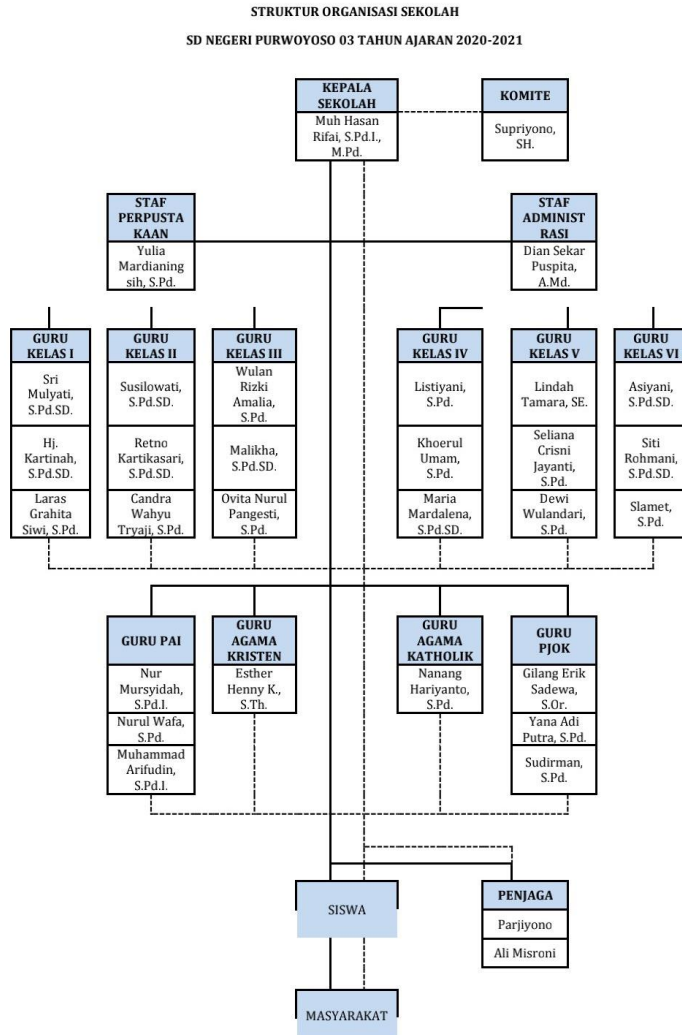 STRUKTUR ORGANISASI SEKOLAH
SD NEGERI PURWOYOSO 03 TAHUN AJARAN 2020-2021
KEPALA
SEKOLAH
Muh Hasan
Rifai, S.Pd.I.,
M.Pd.
KOMITE
Supriyono,
SH.
STAF
PERPUSTA
KAAN
Yulia
Mardianing
sih, S.Pd.
STAF
ADMINIST
RASI
Dian Sekar
Puspita,
A.Md.
GURU
KELAS I
Sri
Mulyati,
S.Pd.SD.
Hj.
Kartinah,
S.Pd.SD.
Laras
Grahita
Siwi, S.Pd.
GURU
KELAS II
Susilowati,
S.Pd.SD.
Retno
Kartikasari,
S.Pd.SD.
Candra
Wahyu
Tryaji, S.Pd.
GURU
KELAS III
Wulan
Rizki
Amalia,
S.Pd.
Malikha,
S.Pd.SD.
Ovita Nurul
Pangesti,
S.Pd.
GURU
KELAS IV
Listiyani,
S.Pd.
Khoerul
Umam,
S.Pd.
Maria
Mardalena,
S.Pd.SD.
GURU
KELAS V
Lindah
Tamara, SE.
Seliana
Crisni
Jayanti,
S.Pd.
Dewi
Wulandari,
S.Pd.
GURU
KELAS VI
Asiyani,
S.Pd.SD.
Siti
Rohmani,
S.Pd.SD.
Slamet,
S.Pd.
GURU PAI
Nur
Mursyidah,
S.Pd.I.
Nurul Wafa,
S.Pd.
Muhammad
Arifudin,
S.Pd.I.
GURU
AGAMA
KRISTEN
Esther
Henny K.,
S.Th.
GURU
AGAMA
KATHOLIK
Nanang
Hariyanto,
S.Pd.
GURU
PJOK
Gilang Erik
Sadewa,
S.Or.
Yana Adi
Putra, S.Pd.
Sudirman,
S.Pd.
SISWA
PENJAGA
Parjiyono
Ali Misroni
MASYARAKAT